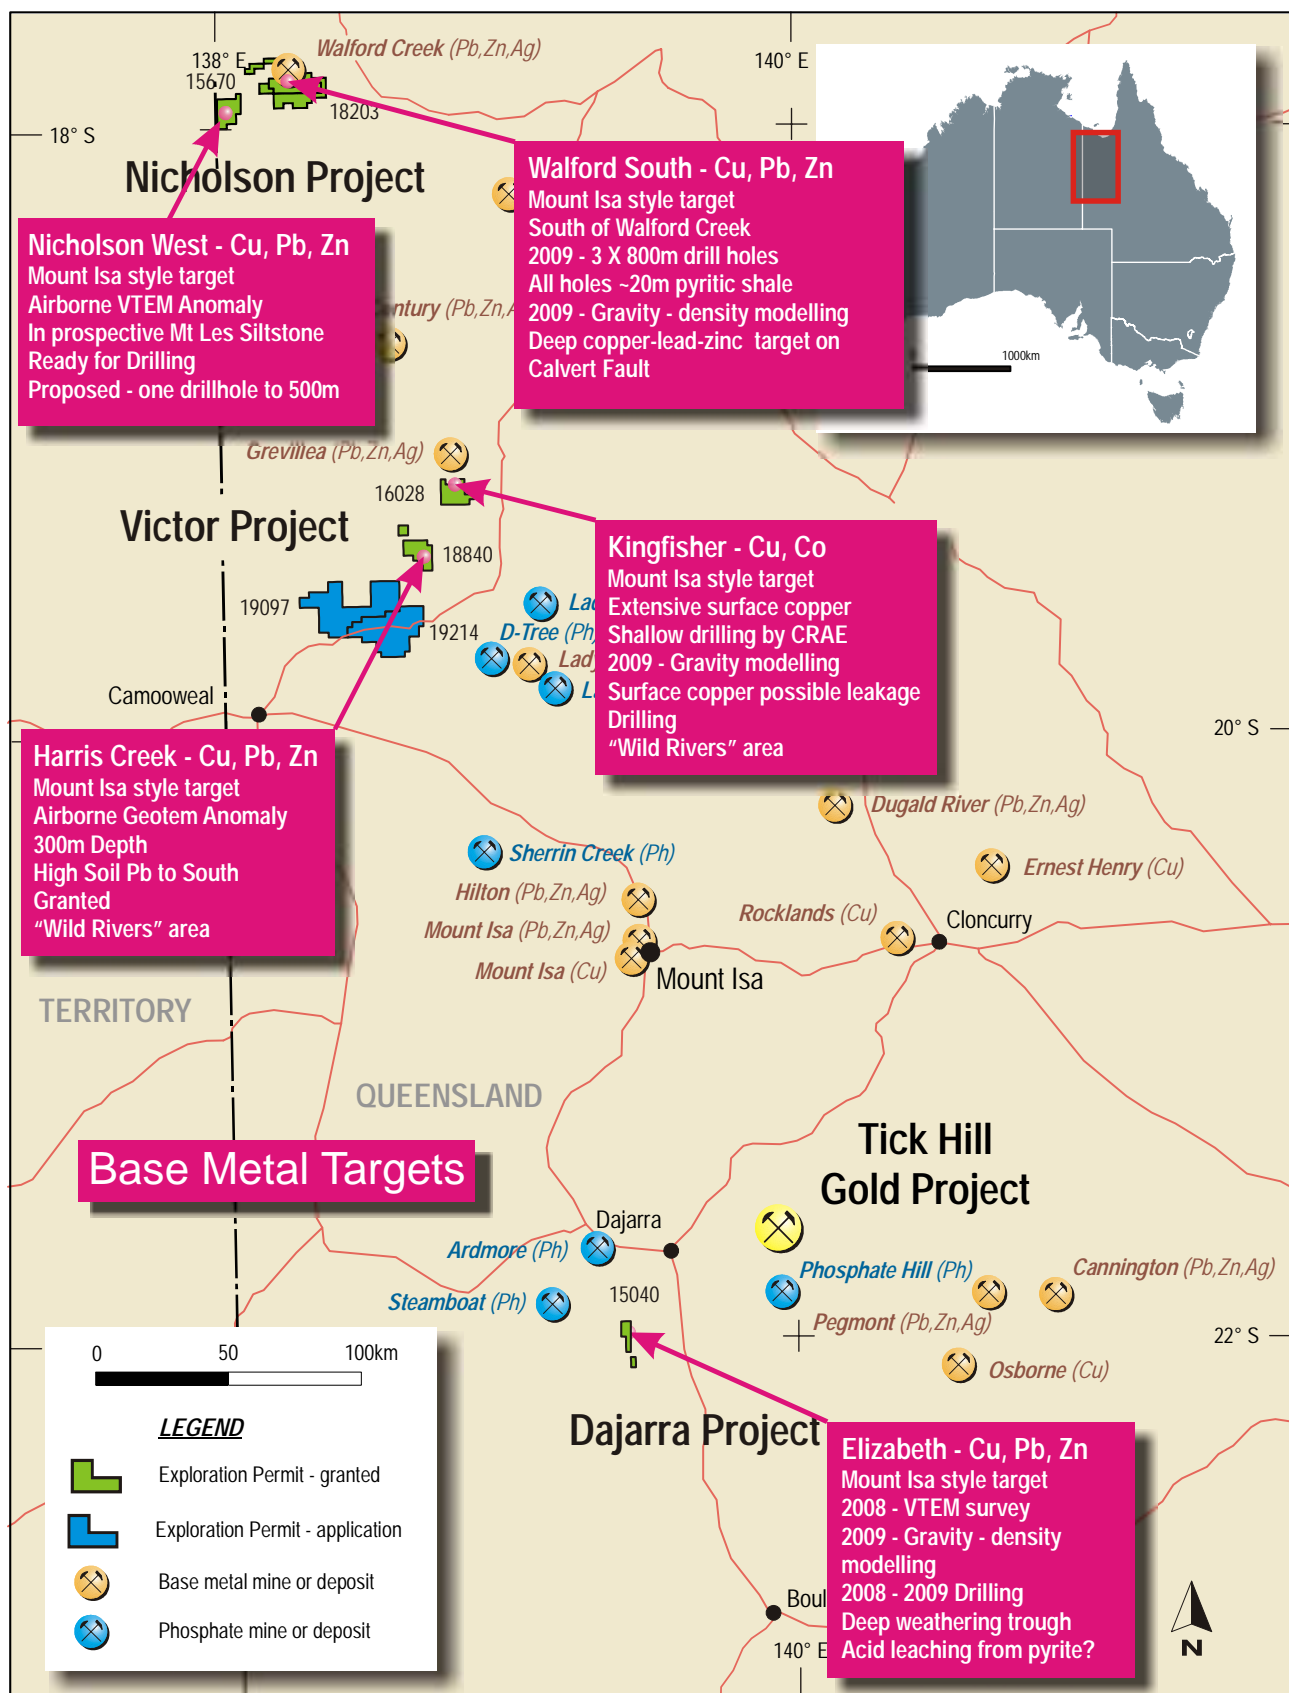 Walford Creek (Pb,Zn,Ag)
138° E
140° E
15670
18203
18° S
Nicholson Project
Walford South - Cu, Pb, Zn
Mount Isa style target
South of Walford Creek
2009 - 3 X 800m drill holes
All holes ~20m pyritic shale
2009 - Gravity - density modelling
Deep copper-lead-zinc target on
Calvert Fault
Nicholson West - Cu, Pb, Zn
Mount Isa style target
Airborne VTEM Anomaly
In prospective Mt Les Siltstone
Ready for Drilling
Proposed - one drillhole to 500m
1000km
Grevillea (Pb,Zn,Ag)
16028
Victor Project
18840
19097
19214
Kingfisher - Cu, Co
Mount Isa style target
Extensive surface copper
Shallow drilling by CRAE
2009 - Gravity modelling
Surface copper possible leakage
Drilling
“Wild Rivers” area
D-Tree (Ph)
Lady
Camooweal
20° S
Harris Creek - Cu, Pb, Zn
Mount Isa style target
Airborne Geotem Anomaly
300m Depth
High Soil Pb to South
Granted
“Wild Rivers” area
Dugald River (Pb,Zn,Ag)
Sherrin Creek (Ph)
Ernest Henry (Cu)
Hilton (Pb,Zn,Ag)
Rocklands (Cu)
Cloncurry
Mount Isa (Pb,Zn,Ag)
Mount Isa (Cu)
Mount Isa
TERRITORY
QUEENSLAND
Base Metal Targets
Tick Hill
Gold Project
Dajarra
Ardmore (Ph)
Phosphate Hill (Ph)
Cannington (Pb,Zn,Ag)
Steamboat (Ph)
15040
Pegmont (Pb,Zn,Ag)
22° S
Osborne (Cu)
Dajarra Project
Elizabeth - Cu, Pb, Zn
Mount Isa style target
2008 - VTEM survey
2009 - Gravity - density
modelling
2008 - 2009 Drilling
Deep weathering trough
Acid leaching from pyrite?
140° E
N
0 50 100km
LEGEND
Exploration Permit - granted
Exploration Permit - application
Base metal mine or deposit
Phosphate mine or deposit